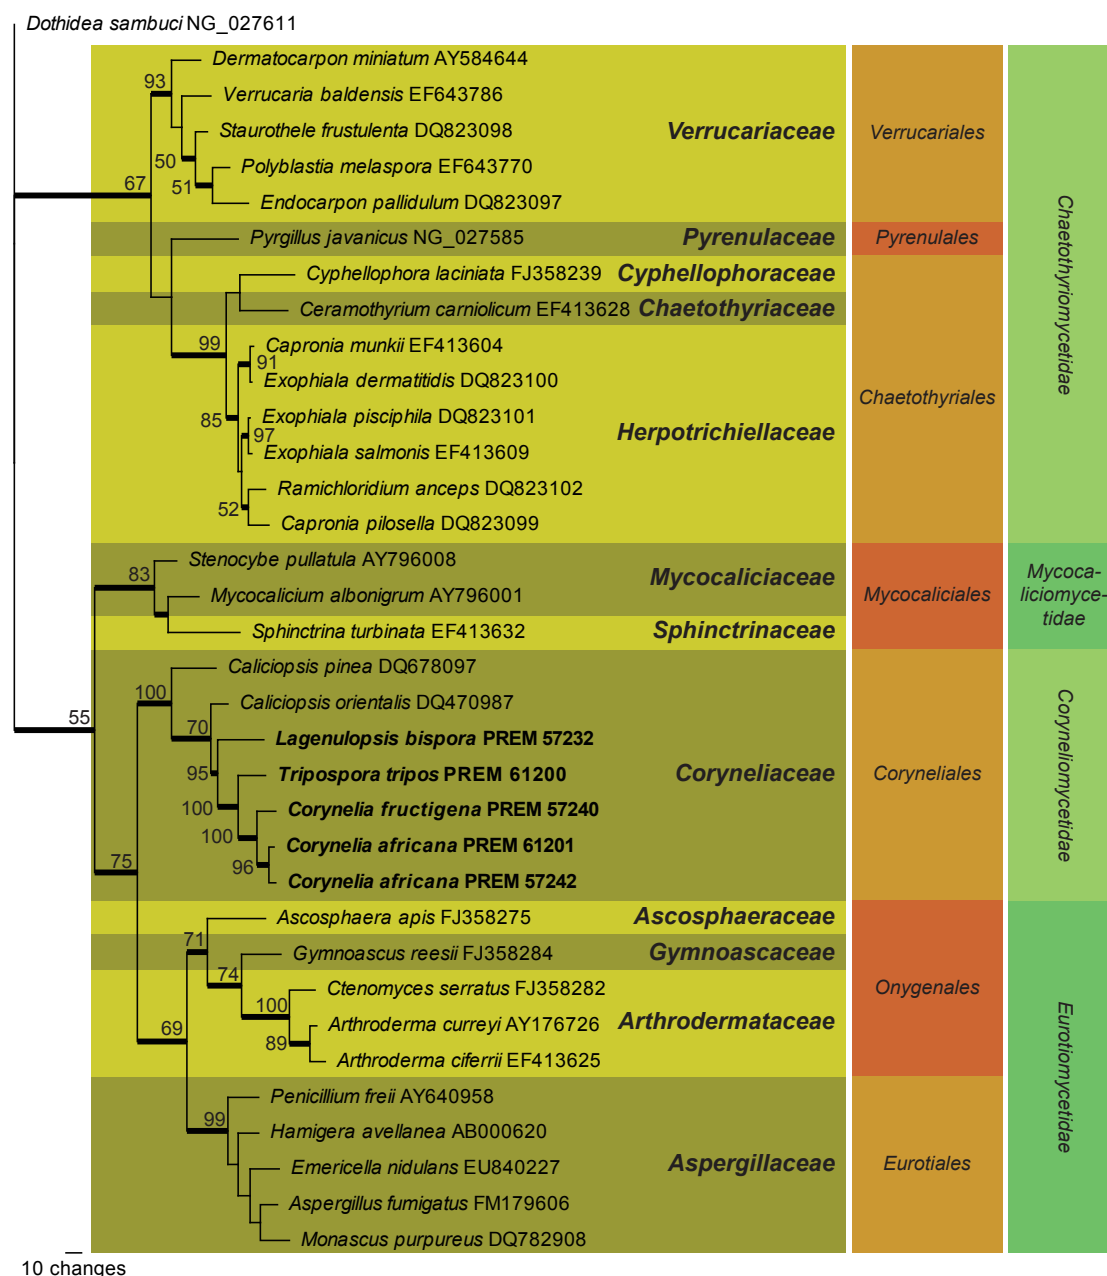 Dothidea sambuci NG_027611
Dermatocarpon miniatum AY584644
93
Verrucaria baldensis EF643786
Staurothele frustulenta DQ823098
Verrucariaceae
Verrucariales
50
Polyblastia melaspora EF643770
67
51
Endocarpon pallidulum DQ823097
Pyrgillus javanicus NG_027585
Pyrenulaceae
Pyrenulales
Chaetothyriomycetidae
Cyphellophora laciniata FJ358239
Cyphellophoraceae
Ceramothyrium carniolicum EF413628
Chaetothyriaceae
99
Capronia munkii EF413604
91
Exophiala dermatitidis DQ823100
Chaetothyriales
85
Exophiala pisciphila DQ823101
97
Herpotrichiellaceae
Exophiala salmonis EF413609
Ramichloridium anceps DQ823102
52
Capronia pilosella DQ823099
Stenocybe pullatula AY796008
83
Mycocaliciaceae
Mycocalicium albonigrum AY796001
Mycocaliciales
Mycoca-
liciomyce-
tidae
Sphinctrina turbinata EF413632
Sphinctrinaceae
Caliciopsis pinea DQ678097
100
Caliciopsis orientalis DQ470987
55
70
Lagenulopsis bispora PREM 57232
95
Tripospora tripos PREM 61200
Coryneliaceae
Coryneliales
Coryneliomycetidae
100
Corynelia fructigena PREM 57240
100
Corynelia africana PREM 61201
75
96
Corynelia africana PREM 57242
Ascosphaera apis FJ358275
Ascosphaeraceae
71
Gymnoascus reesii FJ358284
Gymnoascaceae
74
Ctenomyces serratus FJ358282
Onygenales
100
Arthroderma curreyi AY176726
Arthrodermataceae
69
89
Arthroderma ciferrii EF413625
Eurotiomycetidae
Penicillium freii AY640958
99
Hamigera avellanea AB000620
Emericella nidulans EU840227
Aspergillaceae
Eurotiales
Aspergillus fumigatus FM179606
Monascus purpureus DQ782908
10 changes